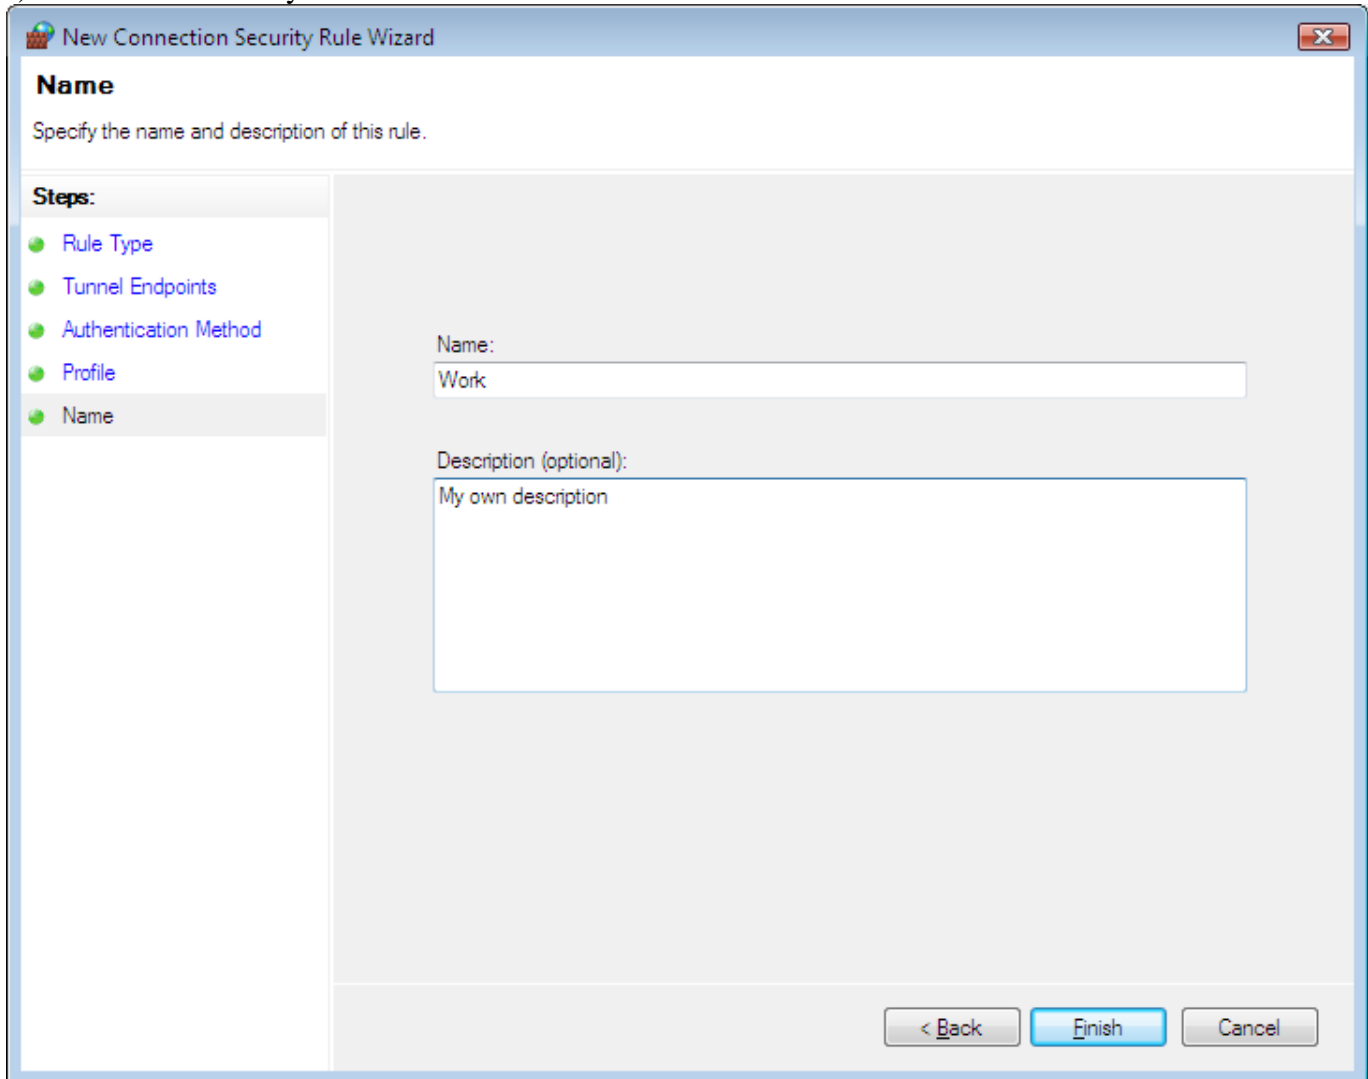 New Connection Security Rule Wizard
Name
Specify the name and description of this rule.
Steps:
Rule Type
Tunnel Endpoints
Authentication Method
Profile
Name
Name:
Work
Description (optional):
My own description
< Back
Finish
Cancel